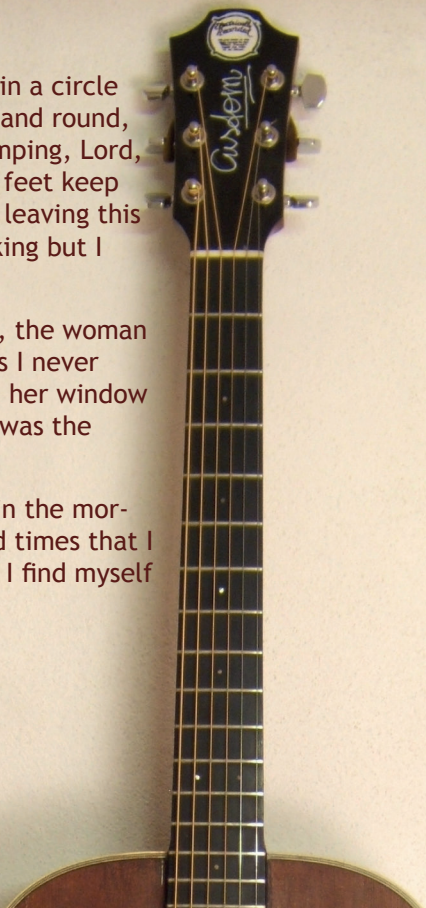 in a circle
and round,
mping, Lord,
feet keep
leaving this
king but I
, the woman
s I never
her window
was the
n the mor-
d times that I
I find myself
Custom